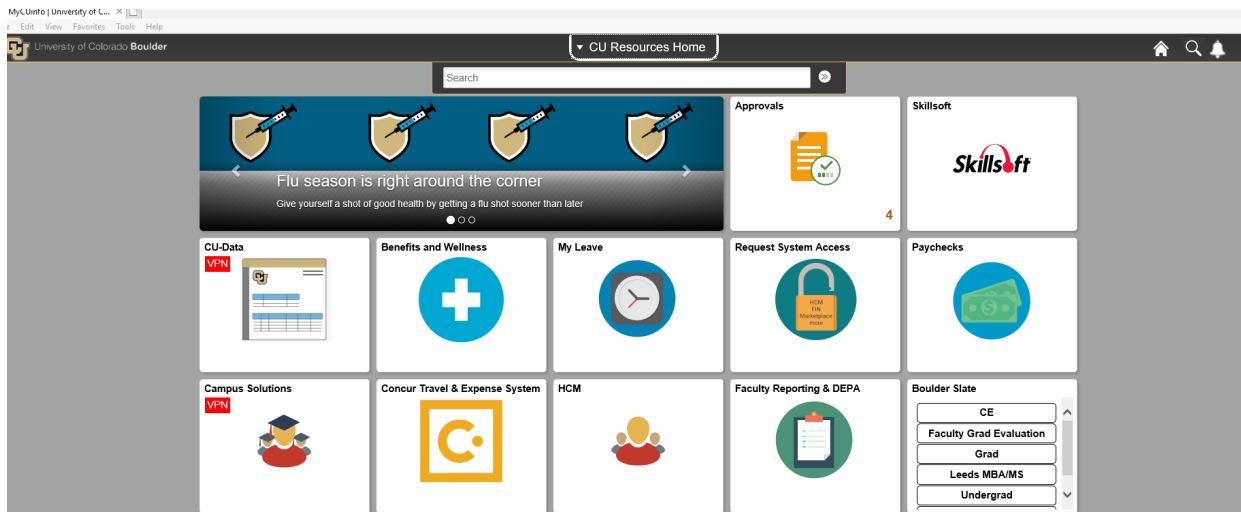 MyCUinfo | University of C...
Edit View Favorites Tools Help
University of Colorado Boulder
CU Resources Home
Search
Flu season is right around the corner
Give yourself a shot of good health by getting a flu shot sooner than later
Approvals
4
Skillsoft
Skillsoft
CU-Data
VPN
Benefits and Wellness
My Leave
Request System Access
HCM
FIN
Marketplace
more
Paychecks
Campus Solutions
VPN
Concur Travel & Expense System
C
HCM
Faculty Reporting & DEPA
Boulder Slate
CE
Faculty Grad Evaluation
Grad
Leeds MBA/MS
Undergrad